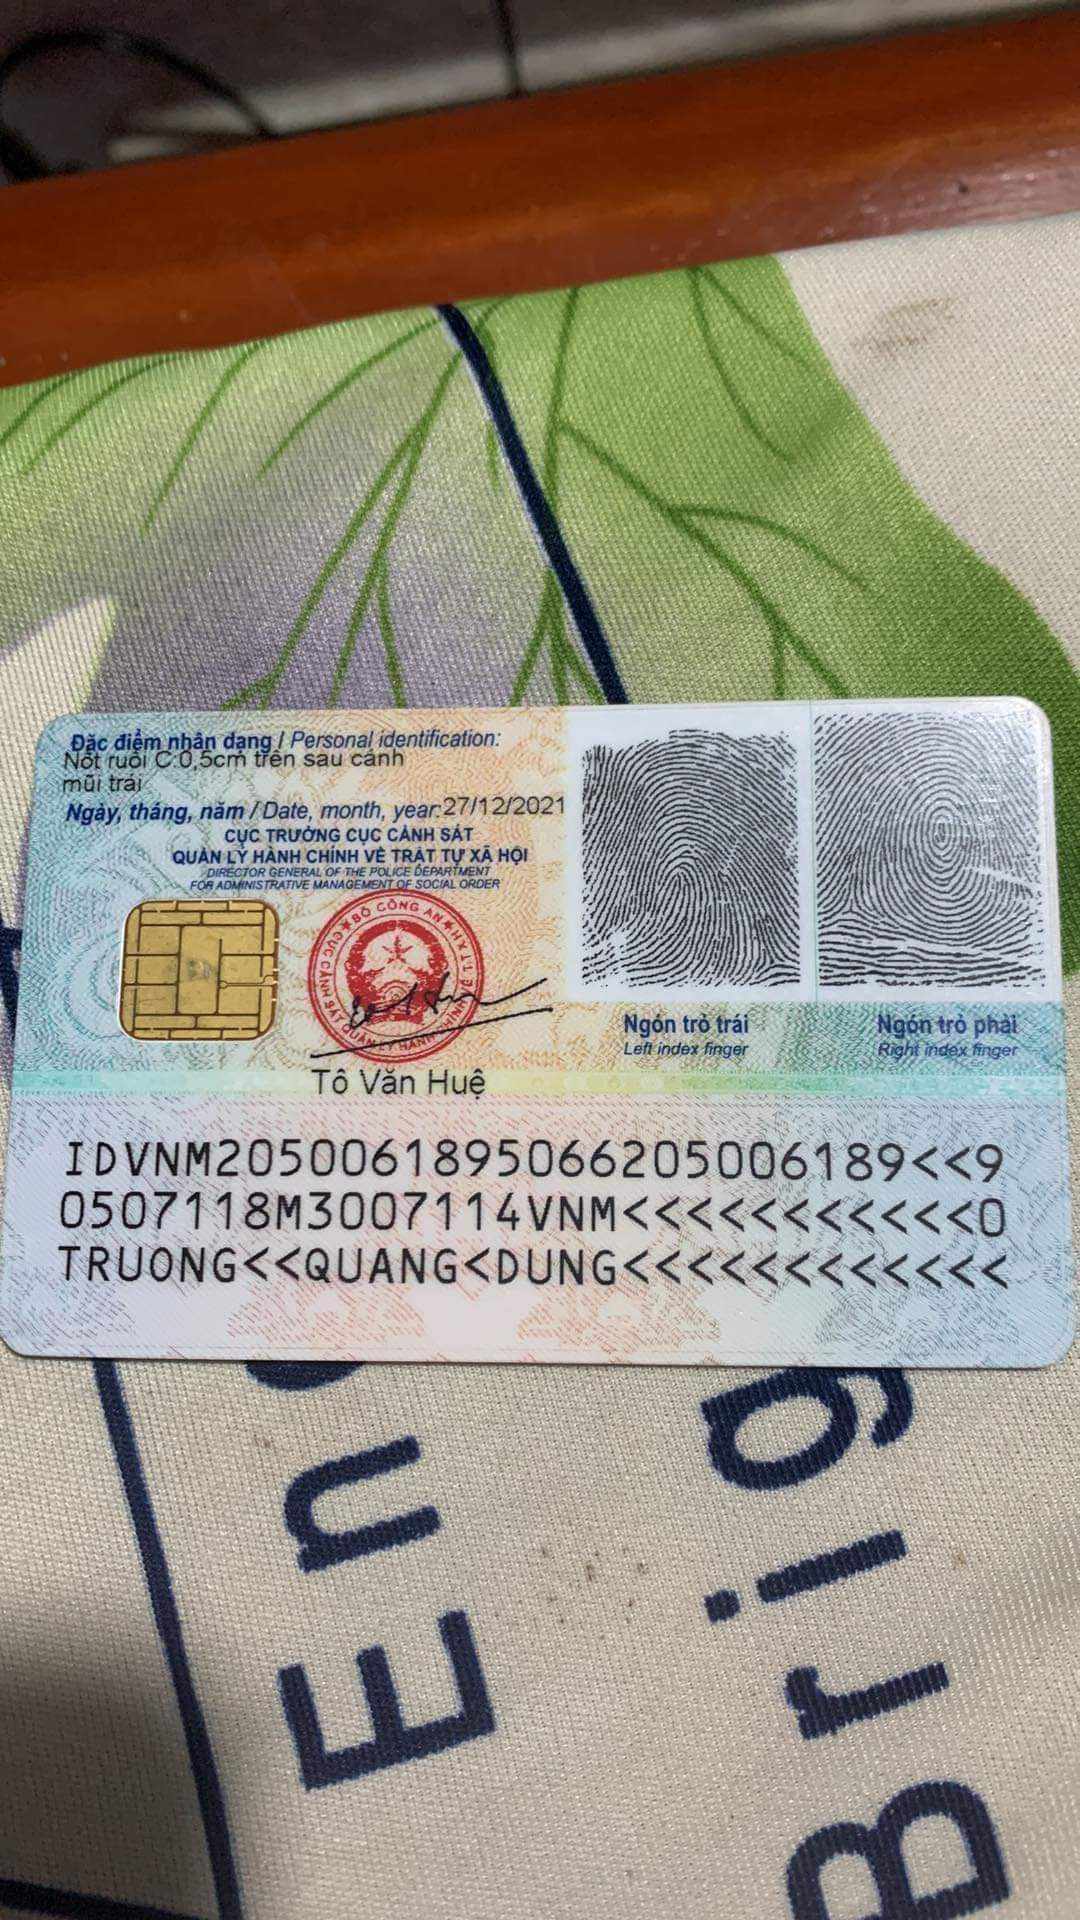 Đặc điểm nhân dạng / Personal identification:
Nốt ruồi C:0,5cm trên sau cánh
mũi trái
Ngày, tháng, năm / Date, month, year: 27/12/2021
CỤC TRƯỞNG CỤC CẢNH SÁT
QUẢN LÝ HÀNH CHÍNH VỀ TRẬT TỰ XÃ HỘI
DIRECTOR GENERAL OF THE POLICE DEPARTMENT
FOR ADMINISTRATIVE MANAGEMENT OF SOCIAL ORDER
BỘ CÔNG AN
Tô Văn Huệ
Ngón trỏ trái
Left index finger
Ngón trỏ phải
Right index finger
IDVNM2050061895066205006189<<9
0507118M3007114VNM<<<<<<<<<<<0
TRUONG<<QUANG<DUNG<<<<<<<<<<<<
Eng
Brig